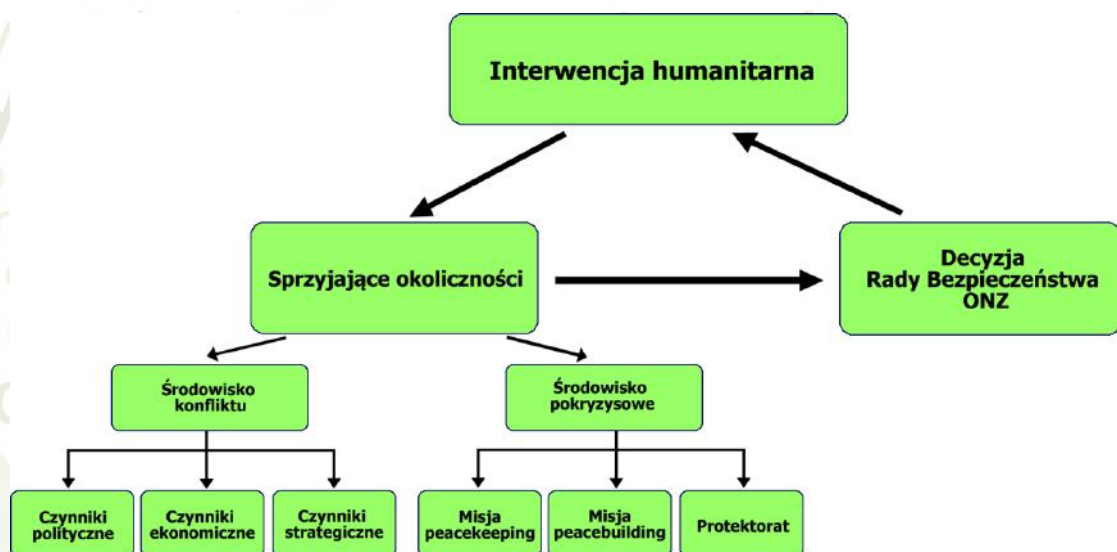 Interwencja humanitarna
Sprzyjające okoliczności
Decyzja
Rady Bezpieczeństwa
ONZ
Środowisko
konfliktu
Środowisko
pokryzysowe
Czynniki
polityczne
Czynniki
ekonomiczne
Czynniki
strategiczne
Misja
peacekeeping
Misja
peacebuilding
Protektorat